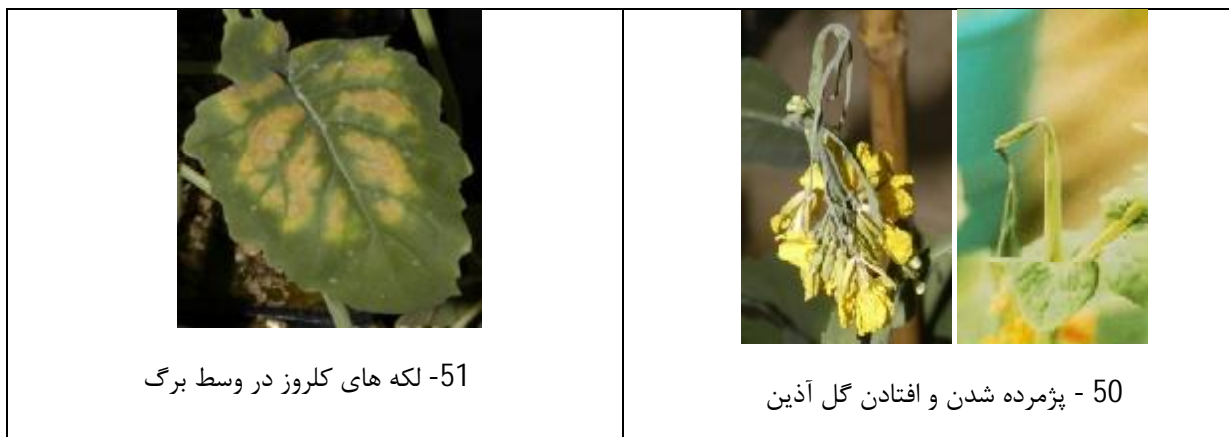 50 - پژمرده شدن و افتادن گل آذین
51- لکه های کلروز در وسط برگ